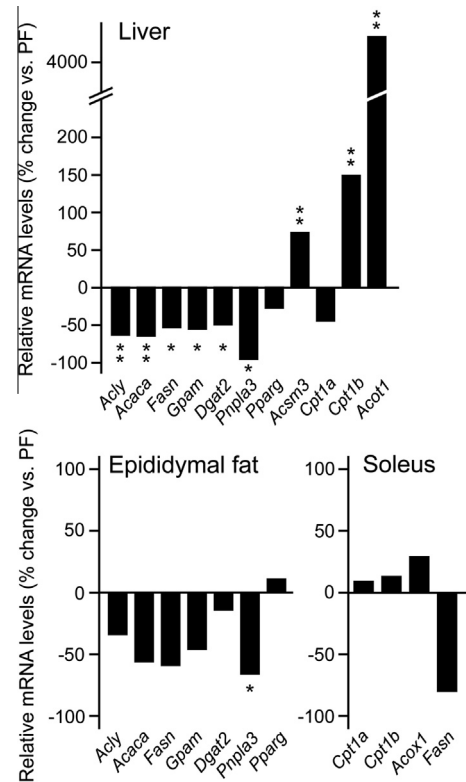 Liver
Relative mRNA levels (% change vs. PF)
4000
200
150
100
50
0
-50
-100
** ** * * * * ** ** **
Acly Acaca Fasn Gpam Dgat2 Pnpla3 Pparg Acsm3 Cpt1a Cpt1b Acot1
Epididymal fat
Relative mRNA levels (% change vs. PF)
100
50
0
-50
-100
*
Acly Acaca Fasn Gpam Dgat2 Pnpla3 Pparg
Soleus
100
50
0
-50
-100
Cpt1a Cpt1b Acox1 Fasn